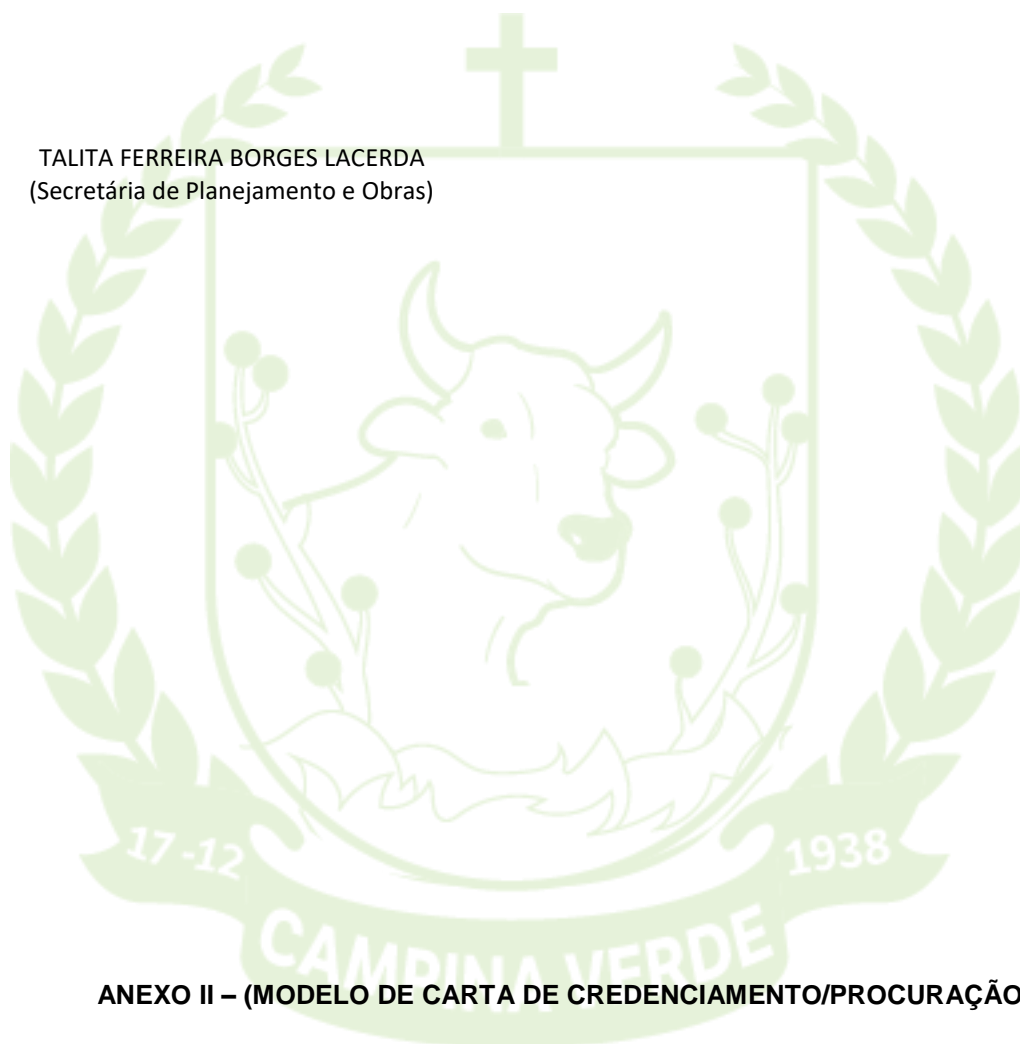 TALITA FERREIRA BORGES LACERDA
(Secretária de Planejamento e Obras)
17-12
1938
CAMPINA VERDE
ANEXO II – (MODELO DE CARTA DE CREDENCIAMENTO/PROCURAÇÃO